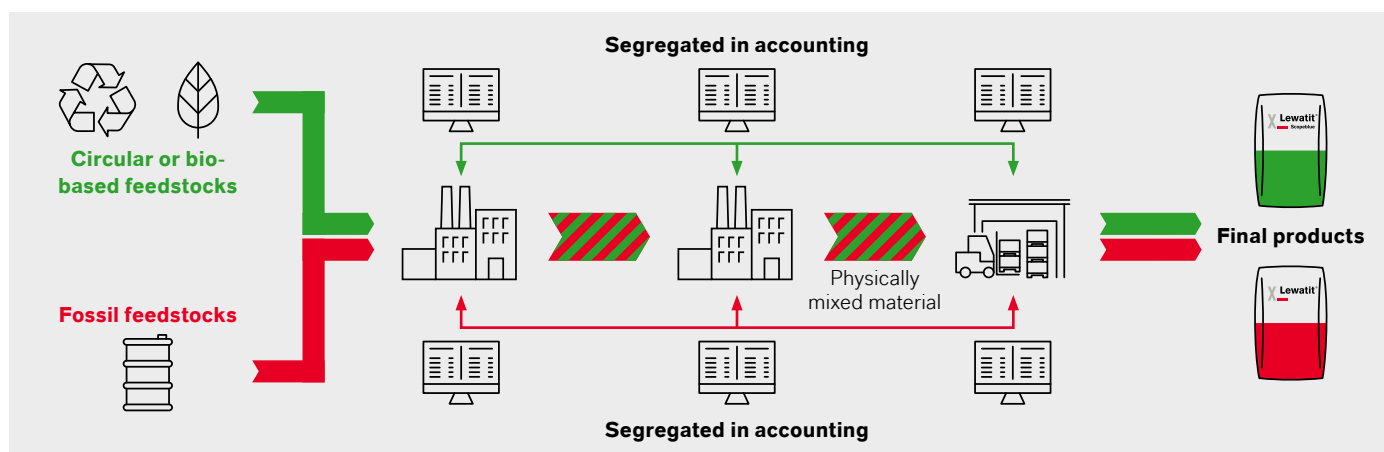 Segregated in accounting
Circular or bio-
based feedstocks
Fossil feedstocks
Physically
mixed material
Lewatit®
Scopeblue
Final products
Lewatit®
Segregated in accounting